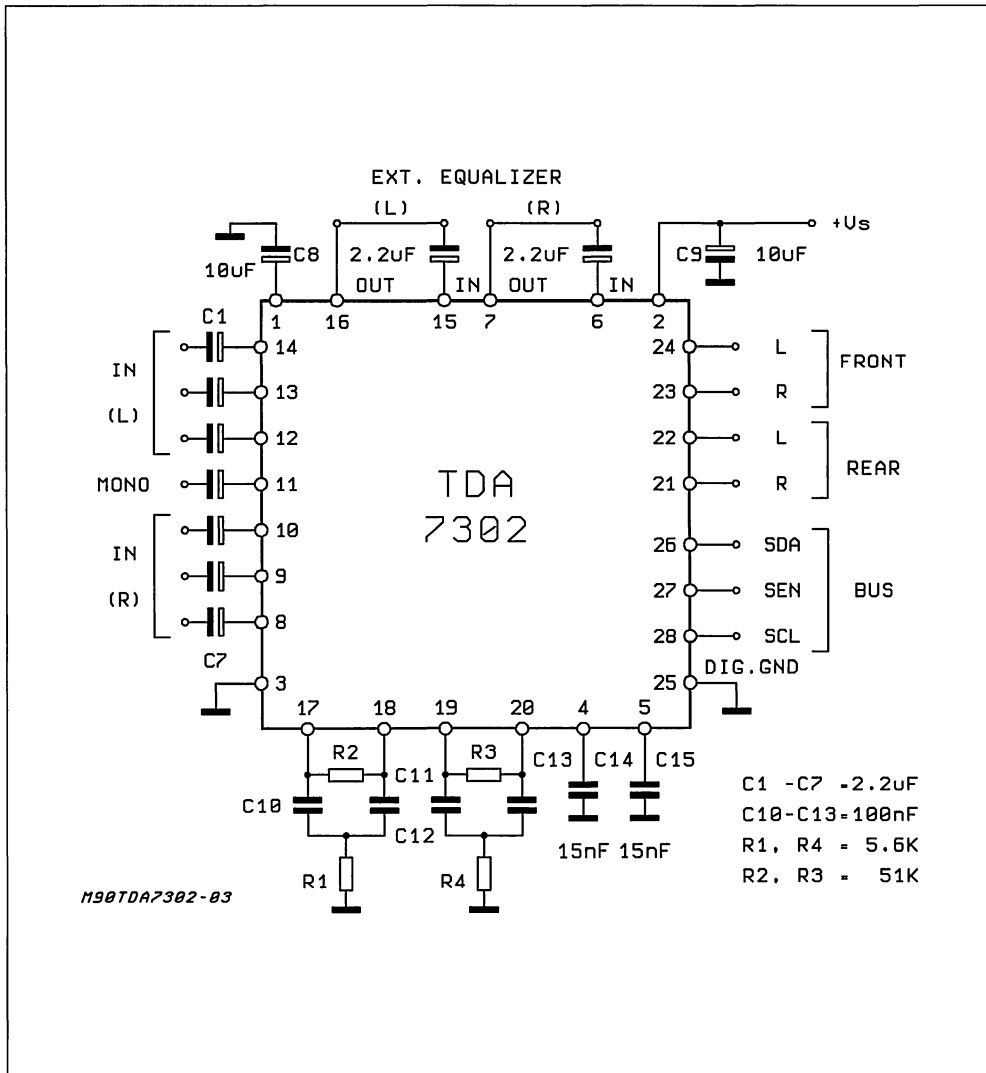 EXT. EQUALIZER
(L) (R)
+Us
C8 2.2uF 2.2uF C9 10uF
10uF
OUT IN OUT IN
1 16 15 7 6 2
C1
14 24 L
IN FRONT
13 23 R
(L)
12 22 L
REAR
MONO 11 21 R
TDA
7302
10 26 SDA
IN
9 27 SEN BUS
(R)
8 28 SCL
C7 DIG.GND
3 25
17 18 19 20 4 5
R2 C11 R3 C13 C14 C15
C10 C12
15nF 15nF
R1 R4
C1 -C7 =2.2uF
C10-C13=100nF
R1, R4 = 5.6K
R2, R3 = 51K
M90TDA7302-03